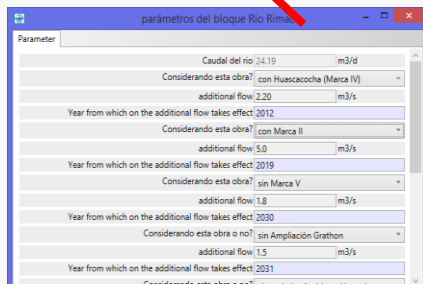 parámetros del bloque Rio Rimac
Parameter
Caudal del rio 24.19 m3/d
Considerando esta obra? con Huascacocha (Marca IV)
additional flow 2.20 m3/s
Year from which on the additional flow takes effect 2012
Considerando esta obra? con Marca II
additional flow 5.0 m3/s
Year from which on the additional flow takes effect 2019
Considerando esta obra? sin Marca V
additional flow 1.8 m3/s
Year from which on the additional flow takes effect 2030
Considerando esta obra o no? sin Ampliación Grathon
additional flow 1.5 m3/s
Year from which on the additional flow takes effect 2031